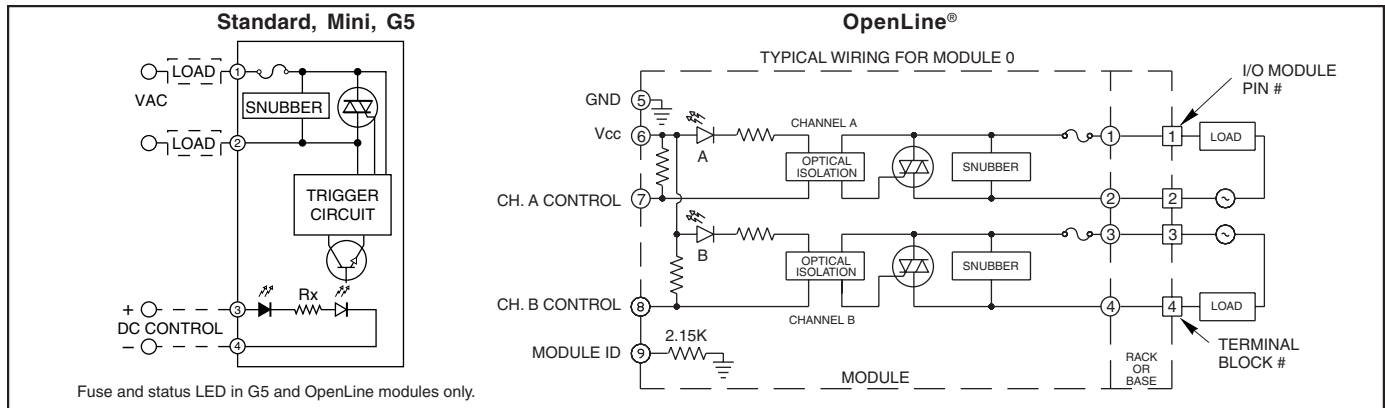 Standard, Mini, G5
LOAD
1
VAC
SNUBBER
LOAD
2
TRIGGER
CIRCUIT
Rx
+
3
DC CONTROL
–
4
Fuse and status LED in G5 and OpenLine modules only.
OpenLine®
TYPICAL WIRING FOR MODULE 0
I/O MODULE
PIN #
GND
5
Vcc
6
A
CHANNEL A
OPTICAL
ISOLATION
SNUBBER
1
1
LOAD
CH. A CONTROL
7
2
2
~
B
OPTICAL
ISOLATION
SNUBBER
3
3
~
CH. B CONTROL
8
CHANNEL B
4
4
LOAD
MODULE ID
9
2.15K
MODULE
RACK
OR
BASE
TERMINAL
BLOCK #